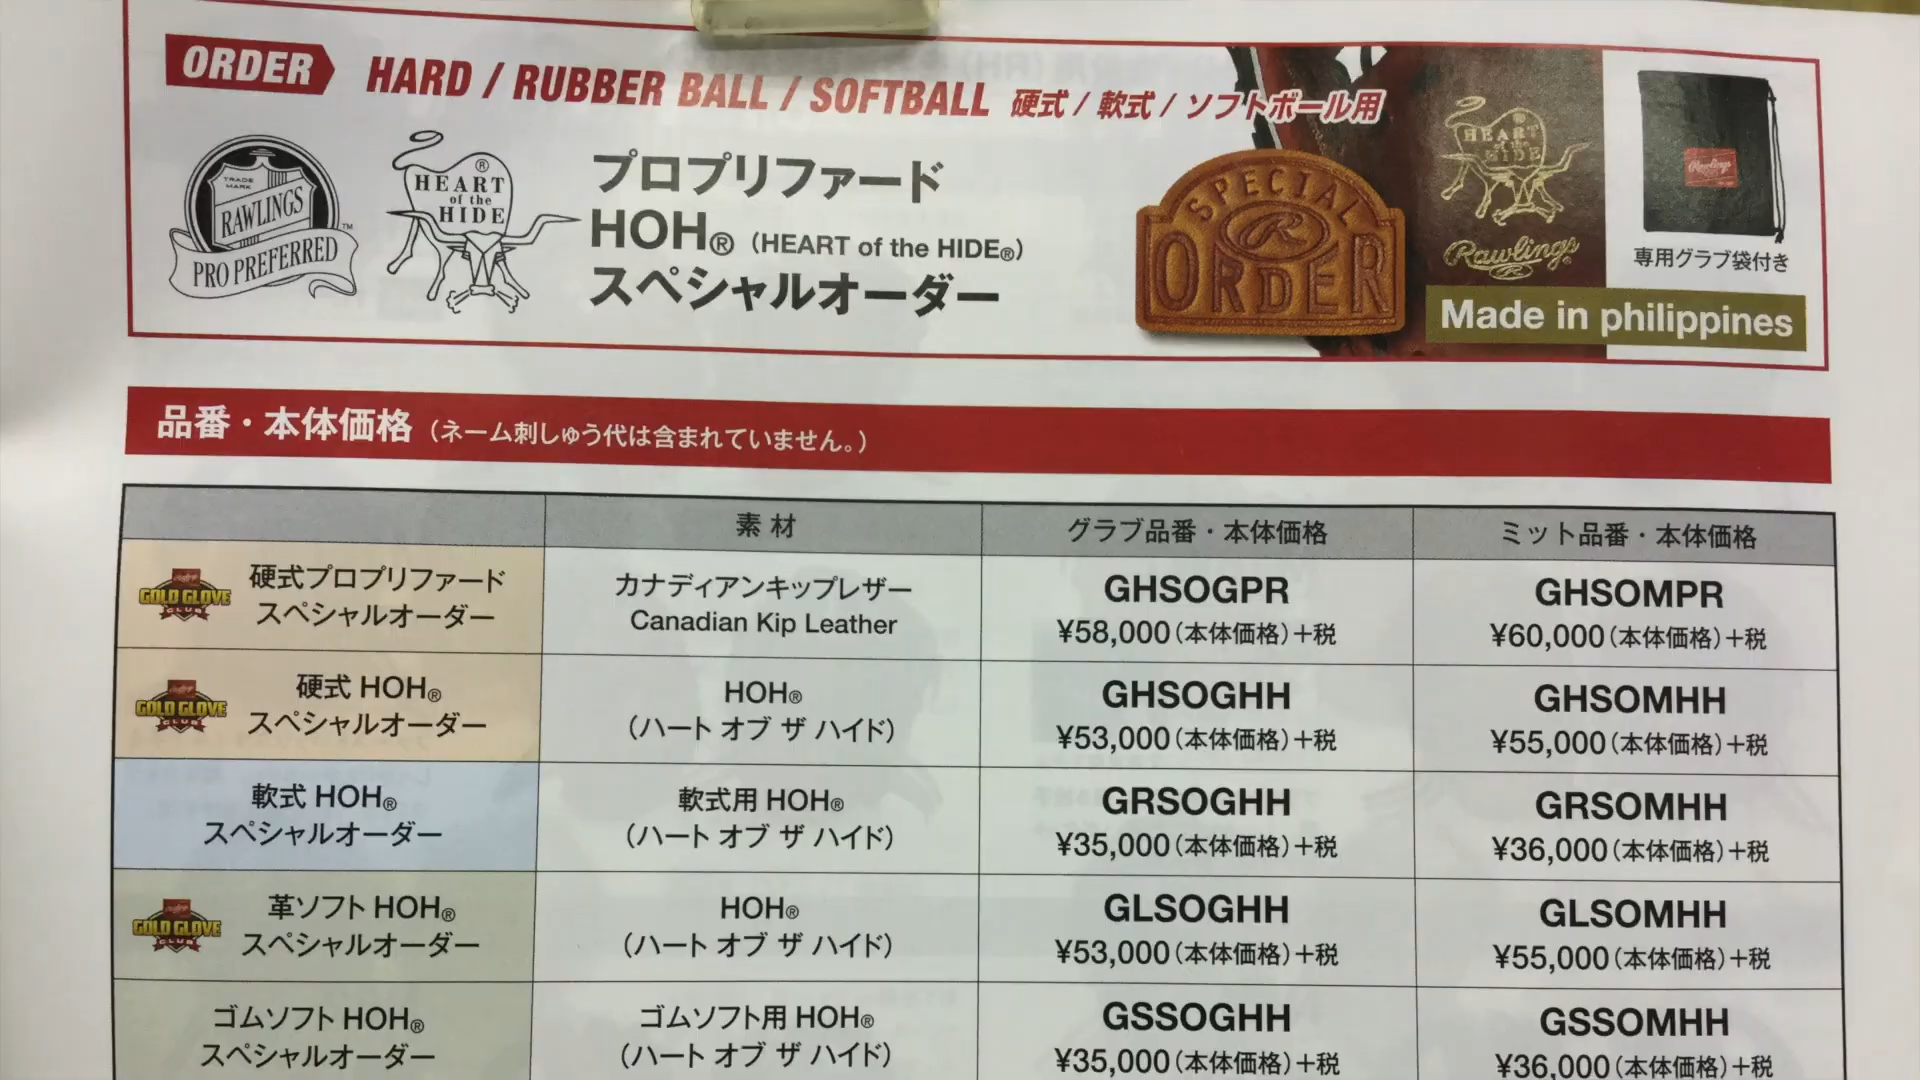 ORDER
HARD / RUBBER BALL / SOFTBALL 硬式 / 軟式 / ソフトボール用
TRADE
MARK
RAWLINGS
PRO PREFERRED
TM
HEART
of the
HIDE
®
プロプリファード
HOH®（HEART of the HIDE®）
スペシャルオーダー
SPECIAL
R
ORDER
HEART
of the
HIDE
Rawlings
Rawlings
専用グラブ袋付き
Made in philippines
品番・本体価格（ネーム刺しゅう代は含まれていません。）
素 材 グラブ品番・本体価格 ミット品番・本体価格
GOLD GLOVE
CLUB
硬式プロプリファード
スペシャルオーダー
カナディアンキップレザー
Canadian Kip Leather
GHSOGPR
¥58,000（本体価格）+税
GHSOMPR
¥60,000（本体価格）+税
GOLD GLOVE
CLUB
硬式 HOH®
スペシャルオーダー
HOH®
（ハート オブ ザ ハイド）
GHSOGHH
¥53,000（本体価格）+税
GHSOMHH
¥55,000（本体価格）+税
軟式 HOH®
スペシャルオーダー
軟式用 HOH®
（ハート オブ ザ ハイド）
GRSOGHH
¥35,000（本体価格）+税
GRSOMHH
¥36,000（本体価格）+税
GOLD GLOVE
CLUB
革ソフト HOH®
スペシャルオーダー
HOH®
（ハート オブ ザ ハイド）
GLSOGHH
¥53,000（本体価格）+税
GLSOMHH
¥55,000（本体価格）+税
ゴムソフト HOH®
スペシャルオーダー
ゴムソフト用 HOH®
（ハート オブ ザ ハイド）
GSSOGHH
¥35,000（本体価格）+税
GSSOMHH
¥36,000（本体価格）+税